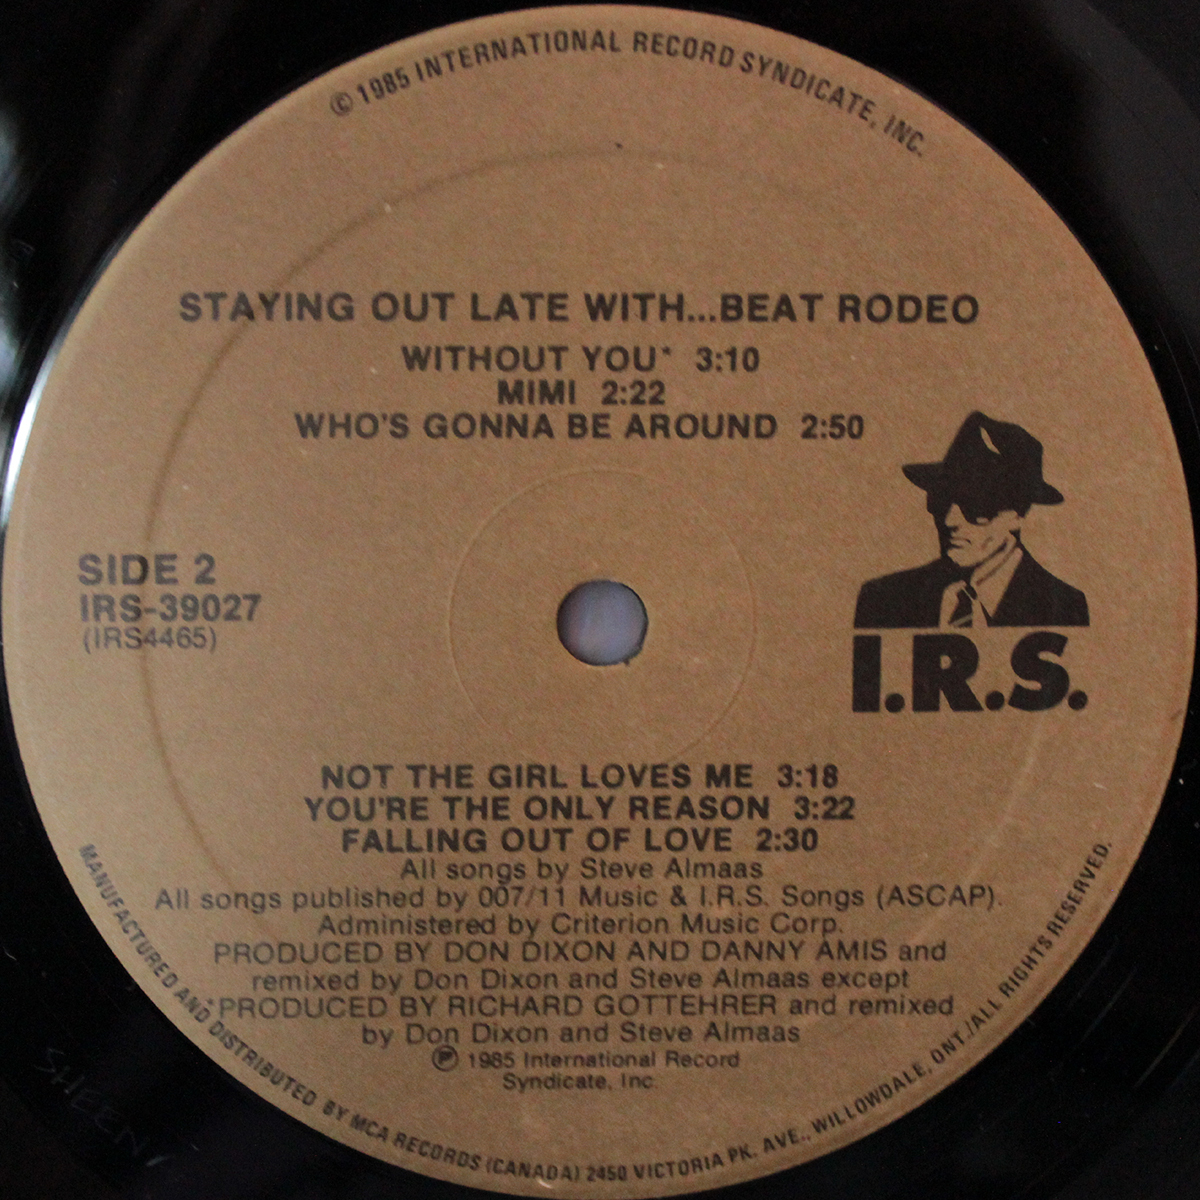 © 1985 INTERNATIONAL RECORD SYNDICATE, INC.
STAYING OUT LATE WITH...BEAT RODEO
WITHOUT YOU* 3:10
MIMI 2:22
WHO'S GONNA BE AROUND 2:50
SIDE 2
IRS-39027
(IRS4465)
I.R.S.
NOT THE GIRL LOVES ME 3:18
YOU'RE THE ONLY REASON 3:22
FALLING OUT OF LOVE 2:30
All songs by Steve Almaas
All songs published by 007/11 Music & I.R.S. Songs (ASCAP).
Administered by Criterion Music Corp.
PRODUCED BY DON DIXON AND DANNY AMIS and
remixed by Don Dixon and Steve Almaas except
*PRODUCED BY RICHARD GOTTEHRER and remixed
by Don Dixon and Steve Almaas
℗ 1985 International Record
Syndicate, Inc.
MANUFACTURED AND DISTRIBUTED BY MCA RECORDS (CANADA) 2450 VICTORIA PK. AVE., WILLOWDALE, ONT./ALL RIGHTS RESERVED.